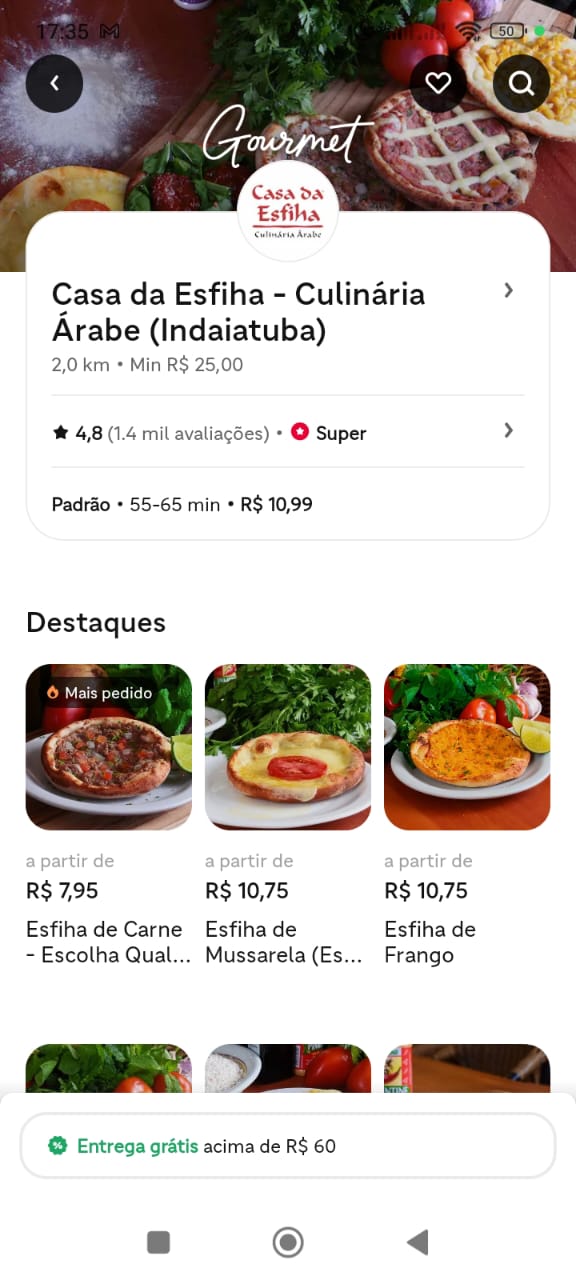 17:35
50
Gourmet
Casa da
Esfiha
Culinária Árabe
Casa da Esfiha - Culinária
Árabe (Indaiatuba)
2,0 km • Min R$ 25,00
4,8 (1.4 mil avaliações) • Super
Padrão • 55-65 min • R$ 10,99
Destaques
Mais pedido
a partir de
R$ 7,95
Esfiha de Carne
- Escolha Qual...
a partir de
R$ 10,75
Esfiha de
Mussarela (Es...
a partir de
R$ 10,75
Esfiha de
Frango
Entrega grátis acima de R$ 60